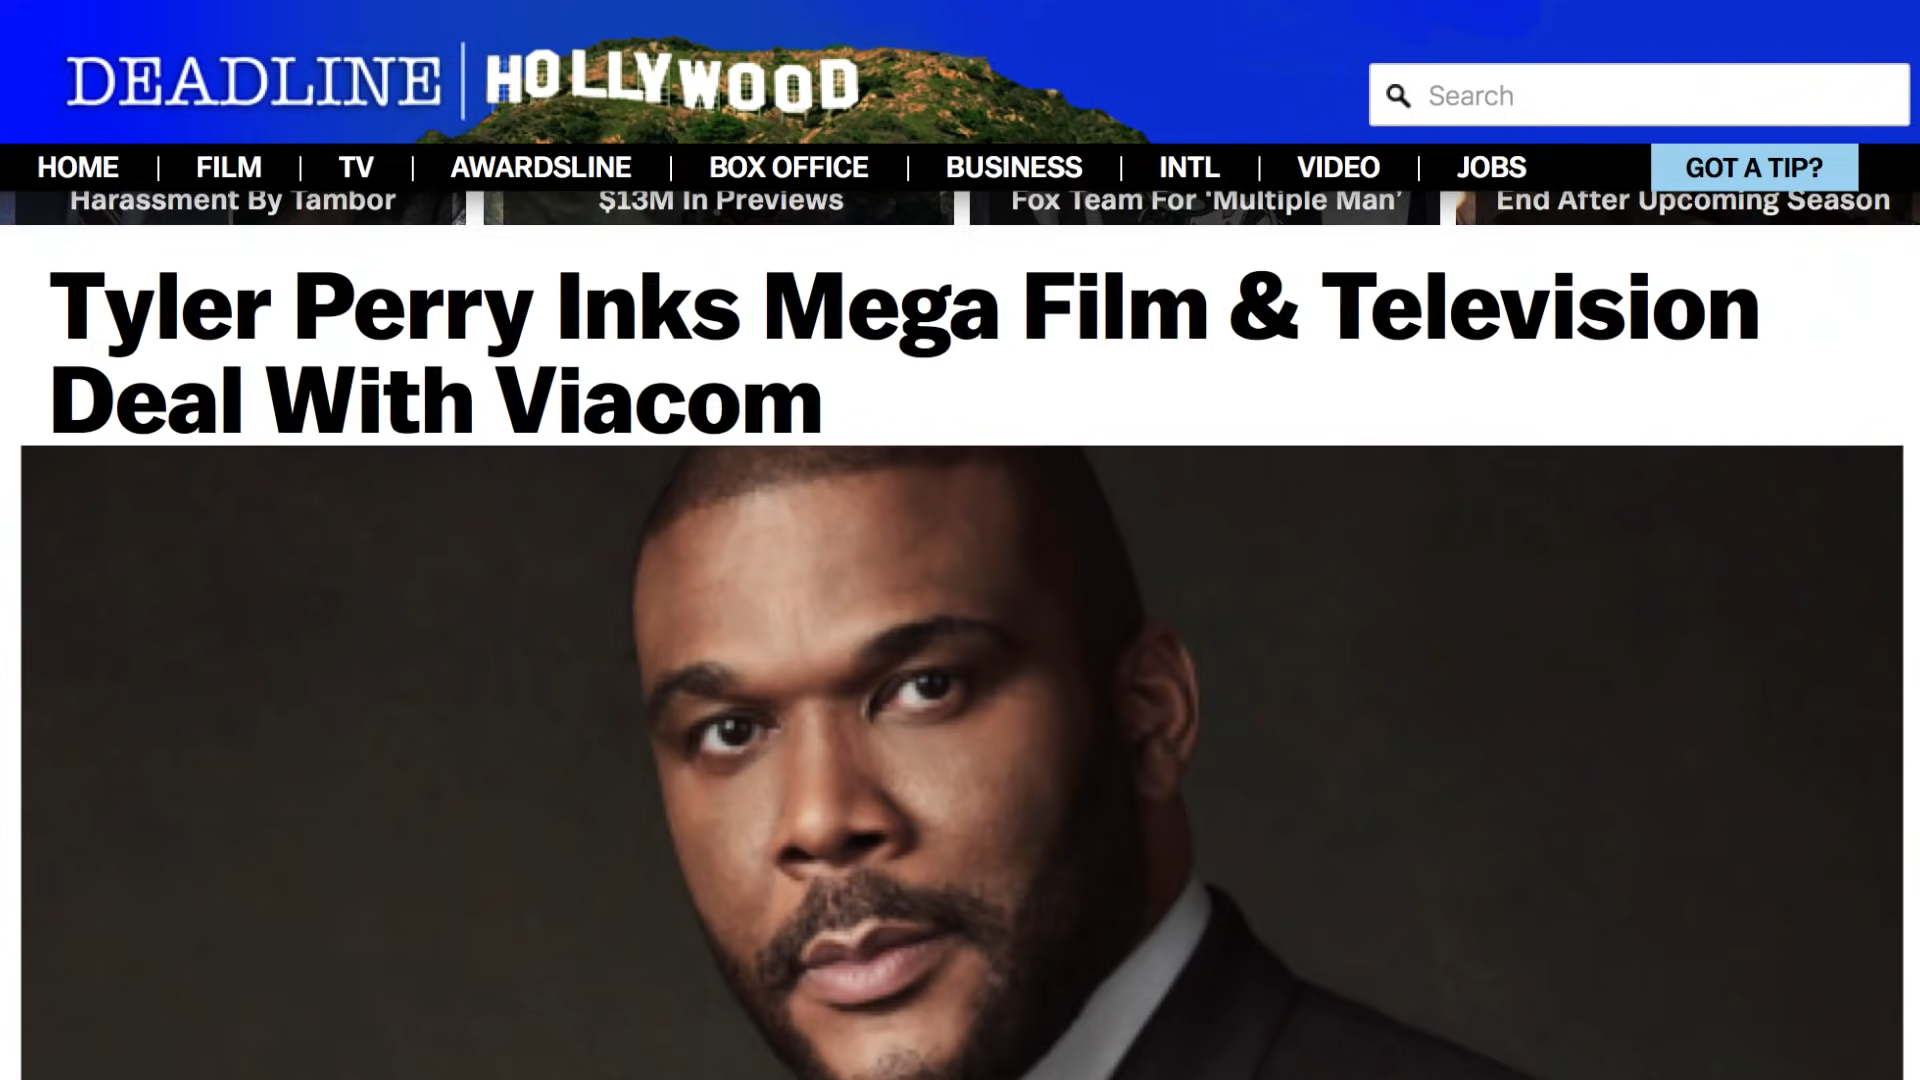 DEADLINE | HOLLYWOOD
Search
HOME | FILM | TV | AWARDSLINE | BOX OFFICE | BUSINESS | INTL | VIDEO | JOBS GOT A TIP?
Harassment By Tambor
$13M In Previews
Fox Team For 'Multiple Man'
End After Upcoming Season
Tyler Perry Inks Mega Film & Television
Deal With Viacom